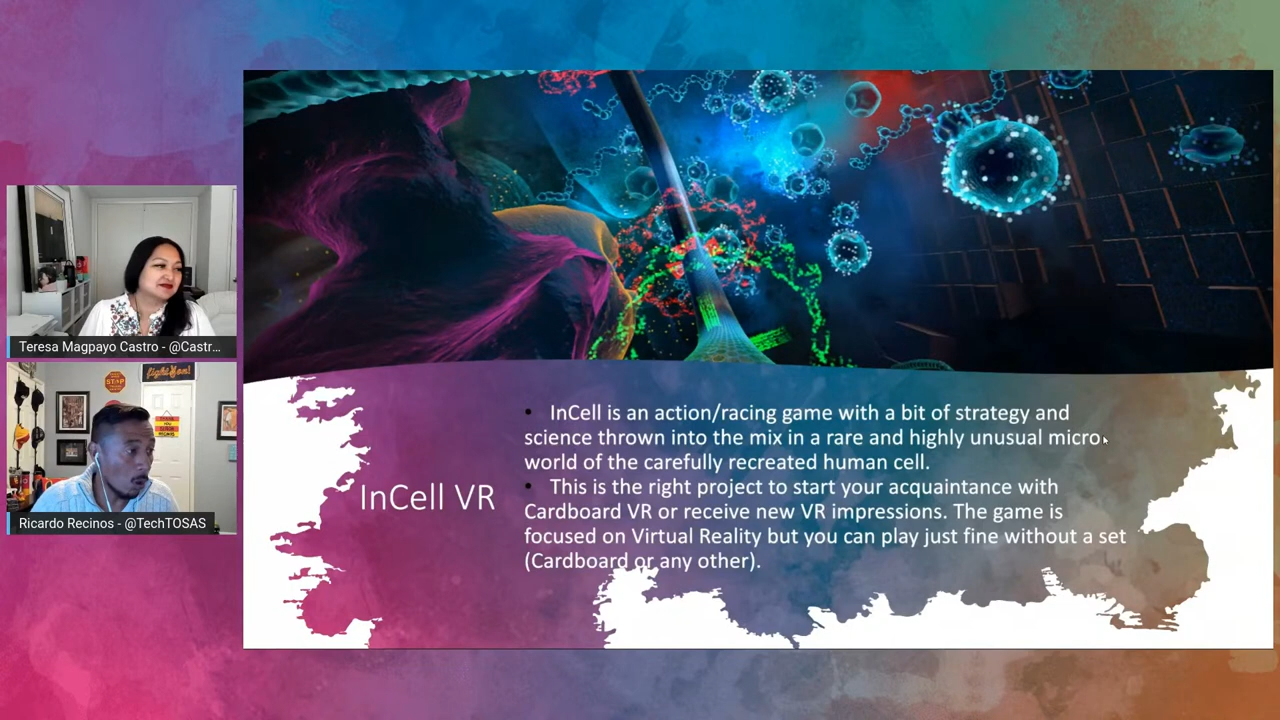 Teresa Magpayo Castro - @Castr...
STOP
fight on!
Ricardo Recinos - @TechTOSAS
InCell VR
• InCell is an action/racing game with a bit of strategy and
science thrown into the mix in a rare and highly unusual micro
world of the carefully recreated human cell.
• This is the right project to start your acquaintance with
Cardboard VR or receive new VR impressions. The game is
focused on Virtual Reality but you can play just fine without a set
(Cardboard or any other).